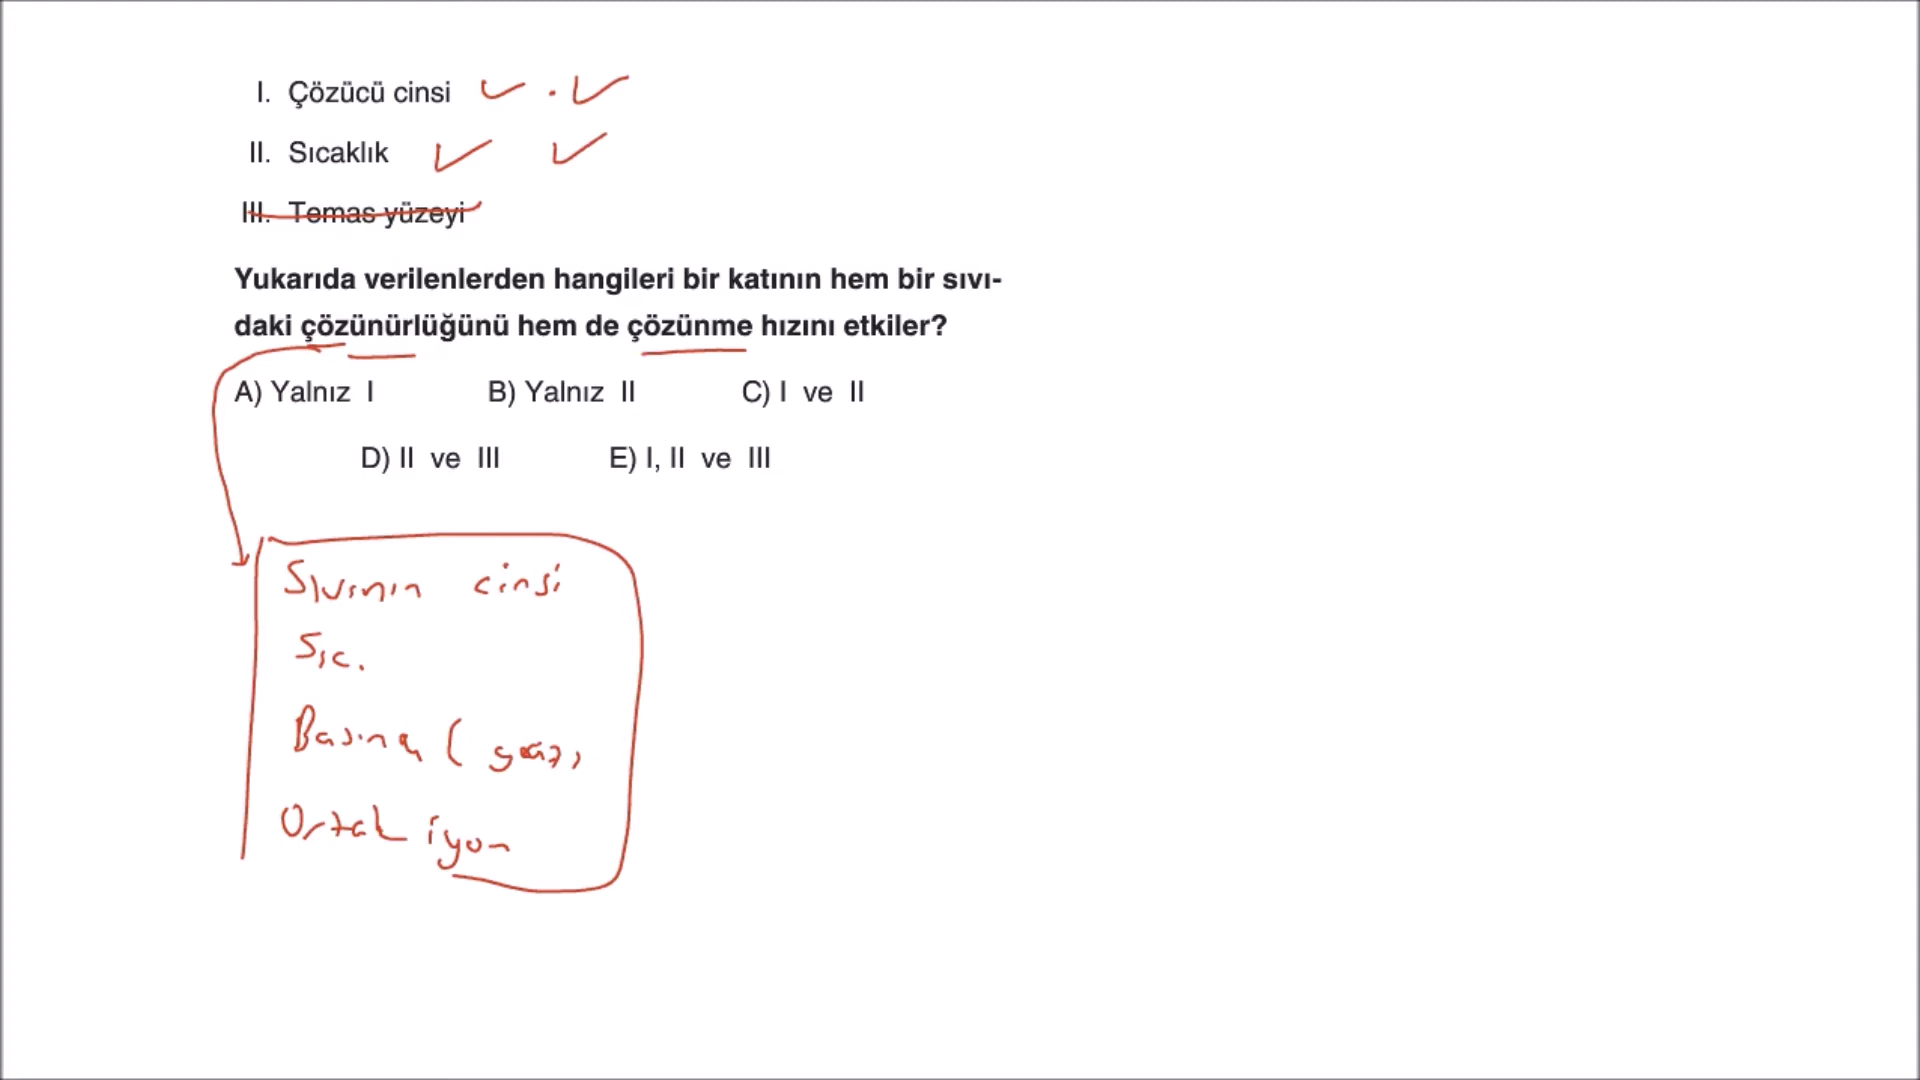 I. Çözücü cinsi
II. Sıcaklık
III. Temas yüzeyi
Yukarıda verilenlerden hangileri bir katının hem bir sıvı-
daki çözünürlüğünü hem de çözünme hızını etkiler?
A) Yalnız I B) Yalnız II C) I ve II
D) II ve III E) I, II ve III
Sıvının cinsi
Sıc.
Basınç (gaz)
Ortak iyon